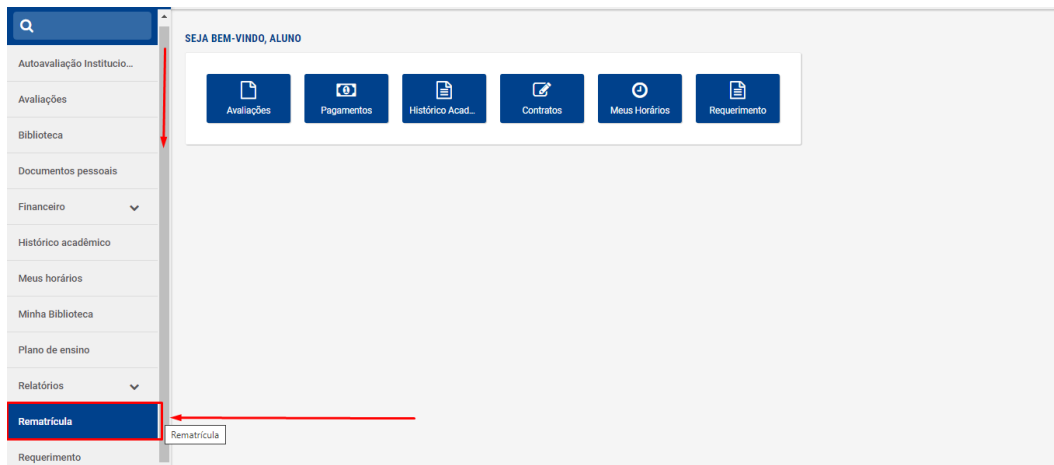 SEJA BEM-VINDO, ALUNO
Autoavaliação Institucio...
Avaliações
Biblioteca
Documentos pessoais
Financeiro
Histórico acadêmico
Meus horários
Minha Biblioteca
Plano de ensino
Relatórios
Rematrícula
Requerimento
Avaliações
Pagamentos
Histórico Acad...
Contratos
Meus Horários
Requerimento
Rematrícula